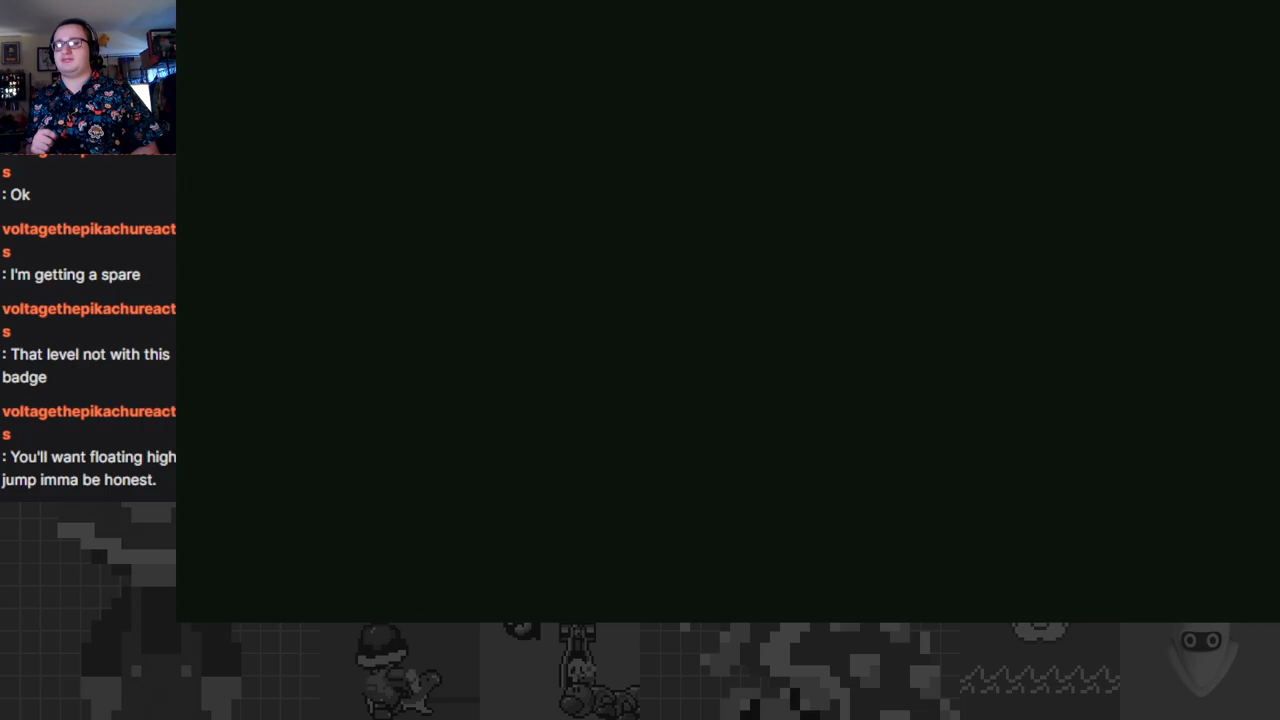 s
: Ok
voltagethepikachureact
s
: I'm getting a spare
voltagethepikachureact
s
: That level not with this
badge
voltagethepikachureact
s
: You'll want floating high
jump imma be honest.